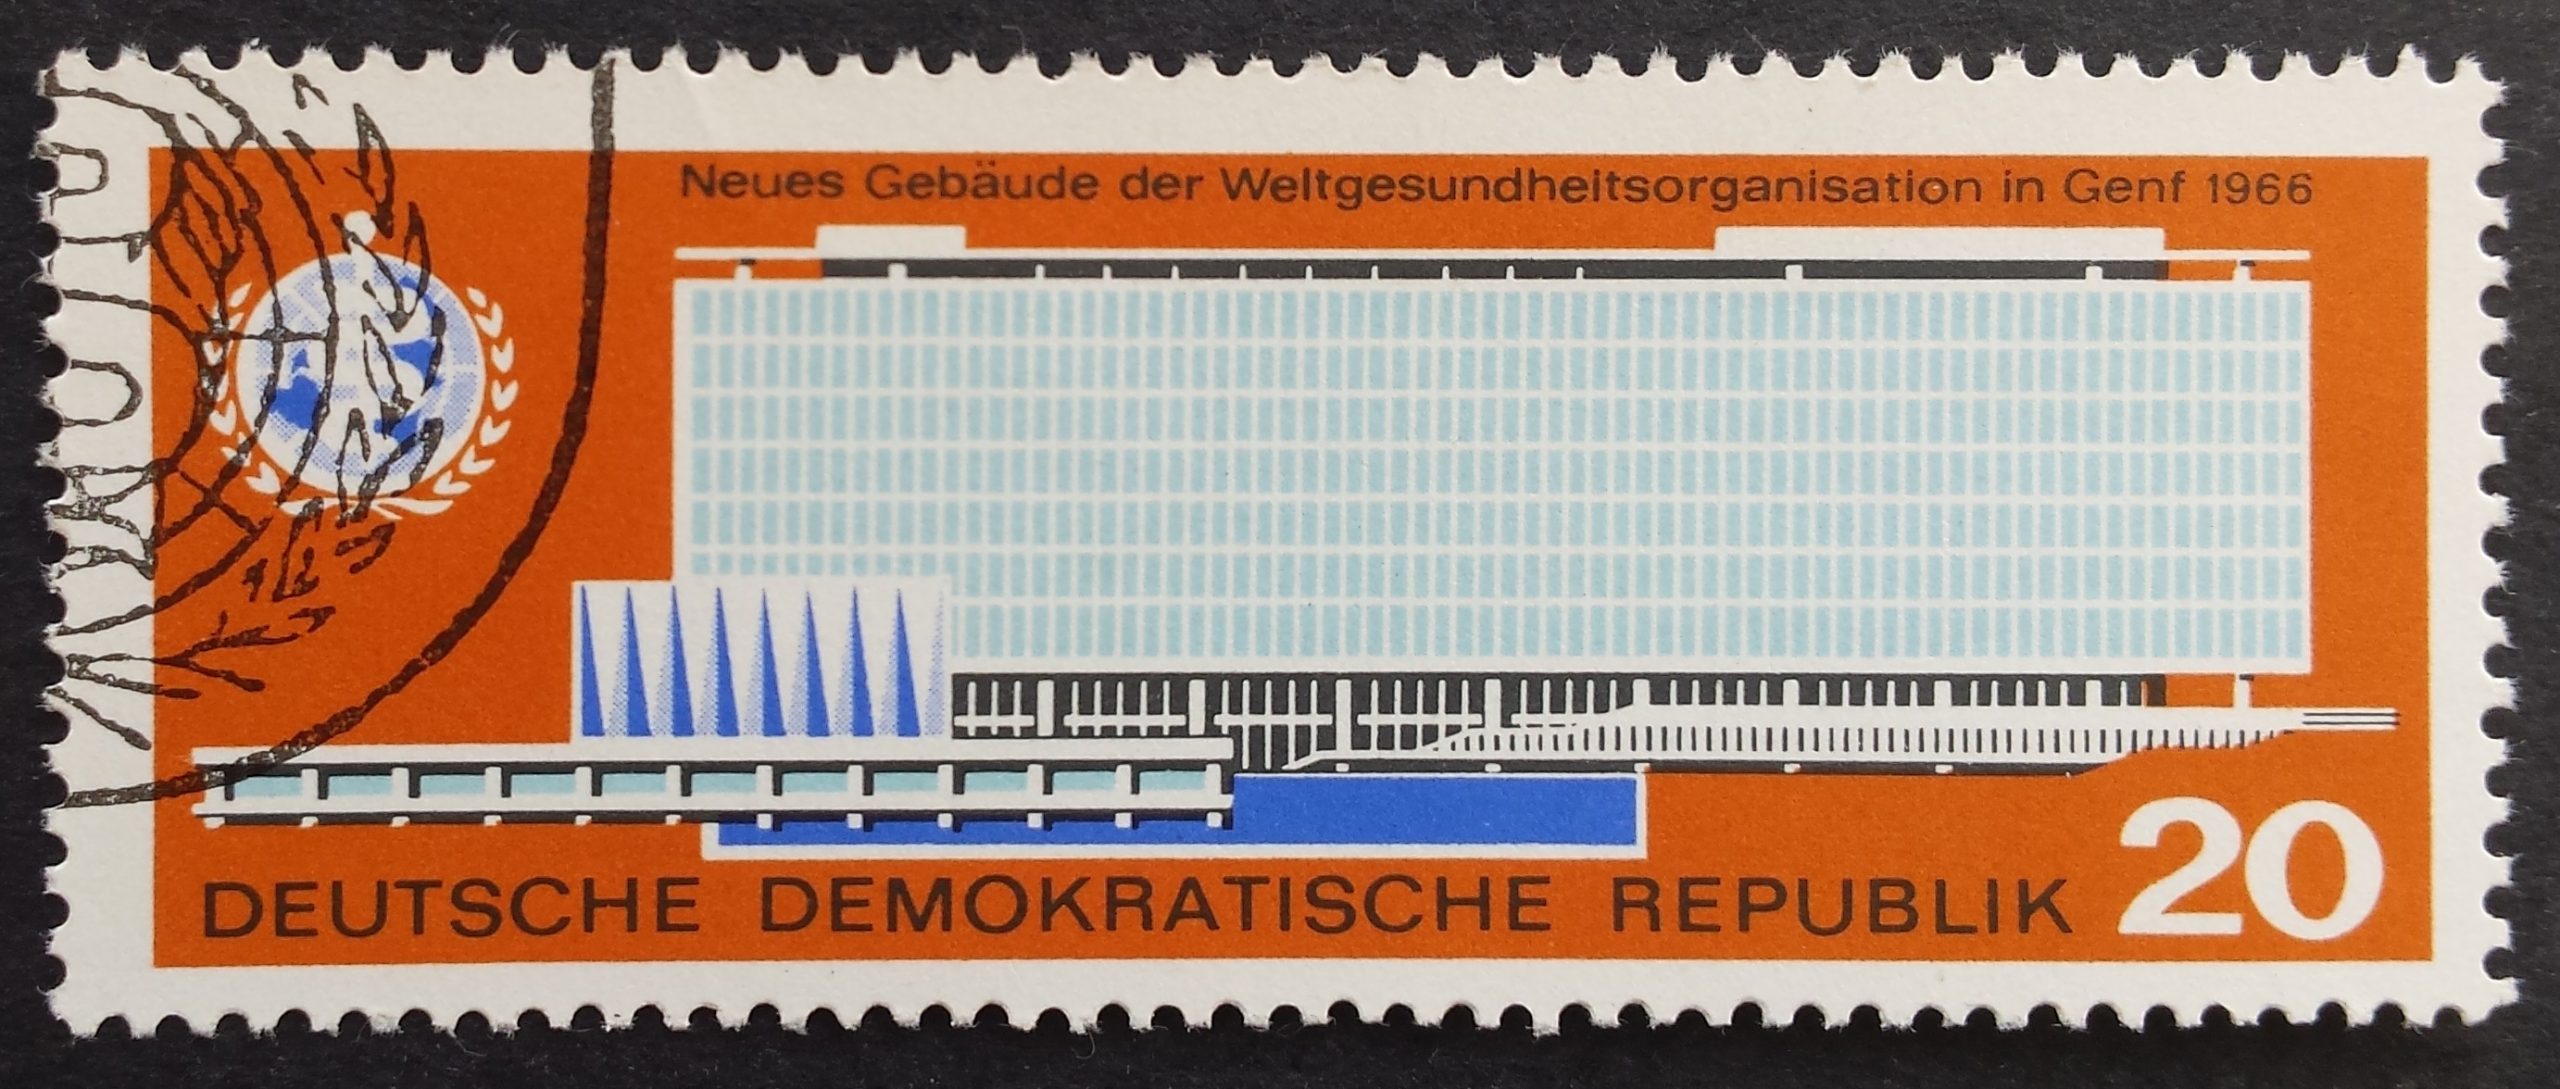 Neues Gebäude der Weltgesundheitsorganisation in Genf 1966
DEUTSCHE DEMOKRATISCHE REPUBLIK 20